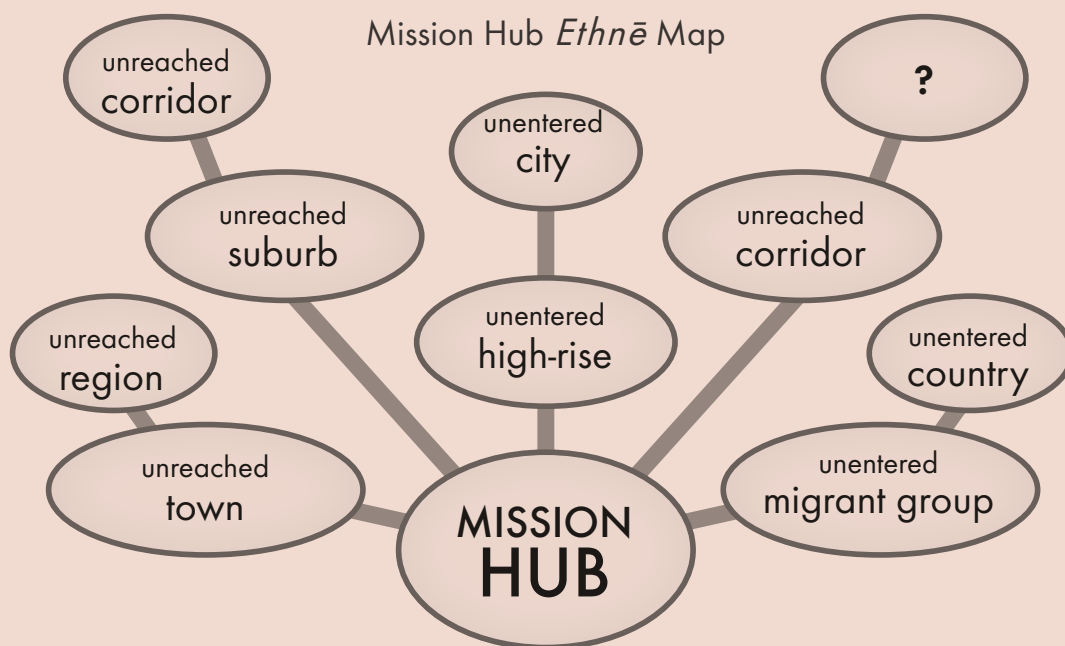 Mission Hub Ethnē Map
unreached
corridor
?
unentered
city
unreached
suburb
unreached
corridor
unentered
high-rise
unreached
region
unentered
country
unreached
town
unentered
migrant group
MISSION
HUB